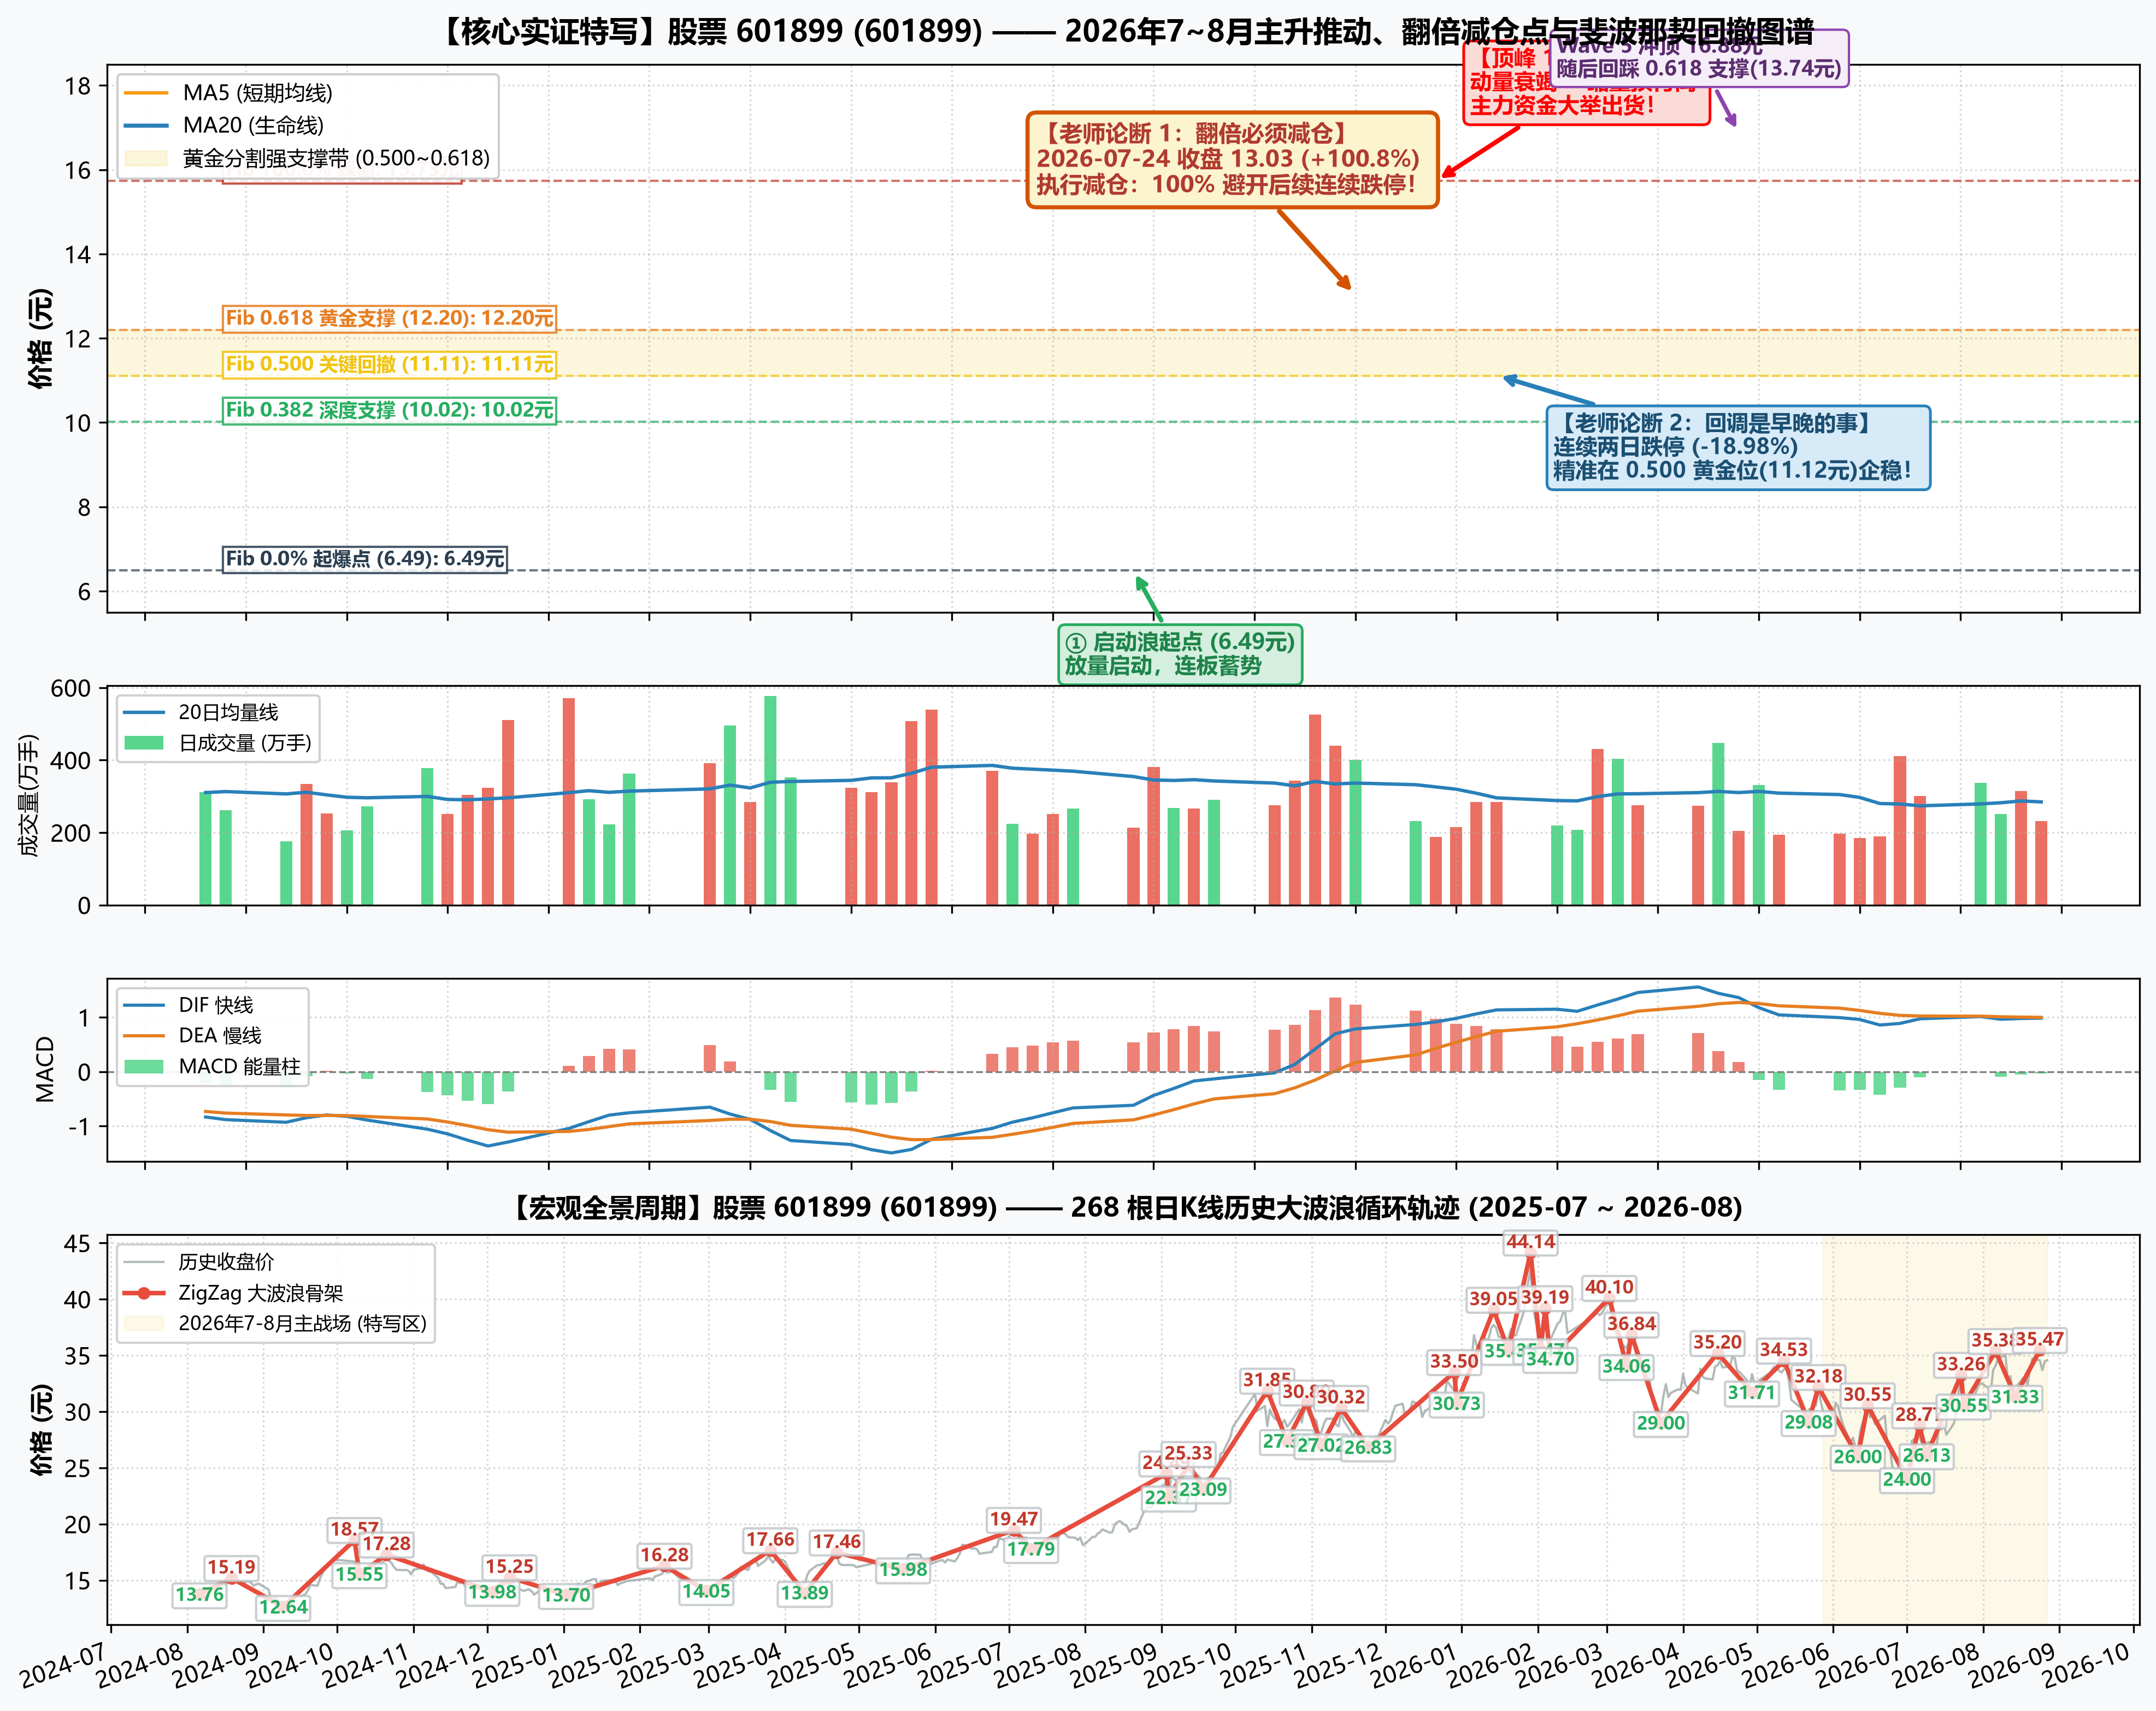 【核心实证特写】股票 601899 (601899) —— 2026年7~8月主升推动、翻倍减仓点与斐波那契回撤图谱
Wave 5 冲顶 16.88元
随后回踩 0.618 支撑(13.74元)
【顶峰 1
动量衰竭
主力资金大举出货！
MA5 (短期均线)
MA20 (生命线)
黄金分割强支撑带 (0.500~0.618)
【老师论断 1：翻倍必须减仓】
2026-07-24 收盘 13.03 (+100.8%)
执行减仓：100% 避开后续连续跌停！
Fib 0.618 黄金支撑 (12.20): 12.20元
Fib 0.500 关键回撤 (11.11): 11.11元
Fib 0.382 深度支撑 (10.02): 10.02元
【老师论断 2：回调是早晚的事】
连续两日跌停 (-18.98%)
精准在 0.500 黄金位(11.12元)企稳！
Fib 0.0% 起爆点 (6.49): 6.49元
① 启动浪起点 (6.49元)
放量启动，连板蓄势
价格 (元)
18
16
14
12
10
8
6
20日均量线
日成交量 (万手)
成交量(万手)
600
400
200
0
DIF 快线
DEA 慢线
MACD 能量柱
MACD
1
0
-1
【宏观全景周期】股票 601899 (601899) —— 268 根日K线历史大波浪循环轨迹 (2025-07 ~ 2026-08)
历史收盘价
ZigZag 大波浪骨架
2026年7-8月主战场 (特写区)
价格 (元)
45
40
35
30
25
20
15
13.76
15.19
12.64
18.57
15.55
17.28
13.98
15.25
13.70
16.28
14.05
17.66
13.89
17.46
15.98
19.47
17.79
25.33
23.09
31.85
27.02
30.32
26.83
33.50
30.73
39.05
44.14
39.19
34.70
40.10
34.06
36.84
29.00
35.20
31.71
34.53
29.08
32.18
26.00
30.55
24.00
26.13
33.26
30.55
31.33
35.47
2024-07
2024-08
2024-09
2024-10
2024-11
2024-12
2025-01
2025-02
2025-03
2025-04
2025-05
2025-06
2025-07
2025-08
2025-09
2025-10
2025-11
2025-12
2026-01
2026-02
2026-03
2026-04
2026-05
2026-06
2026-07
2026-08
2026-09
2026-10